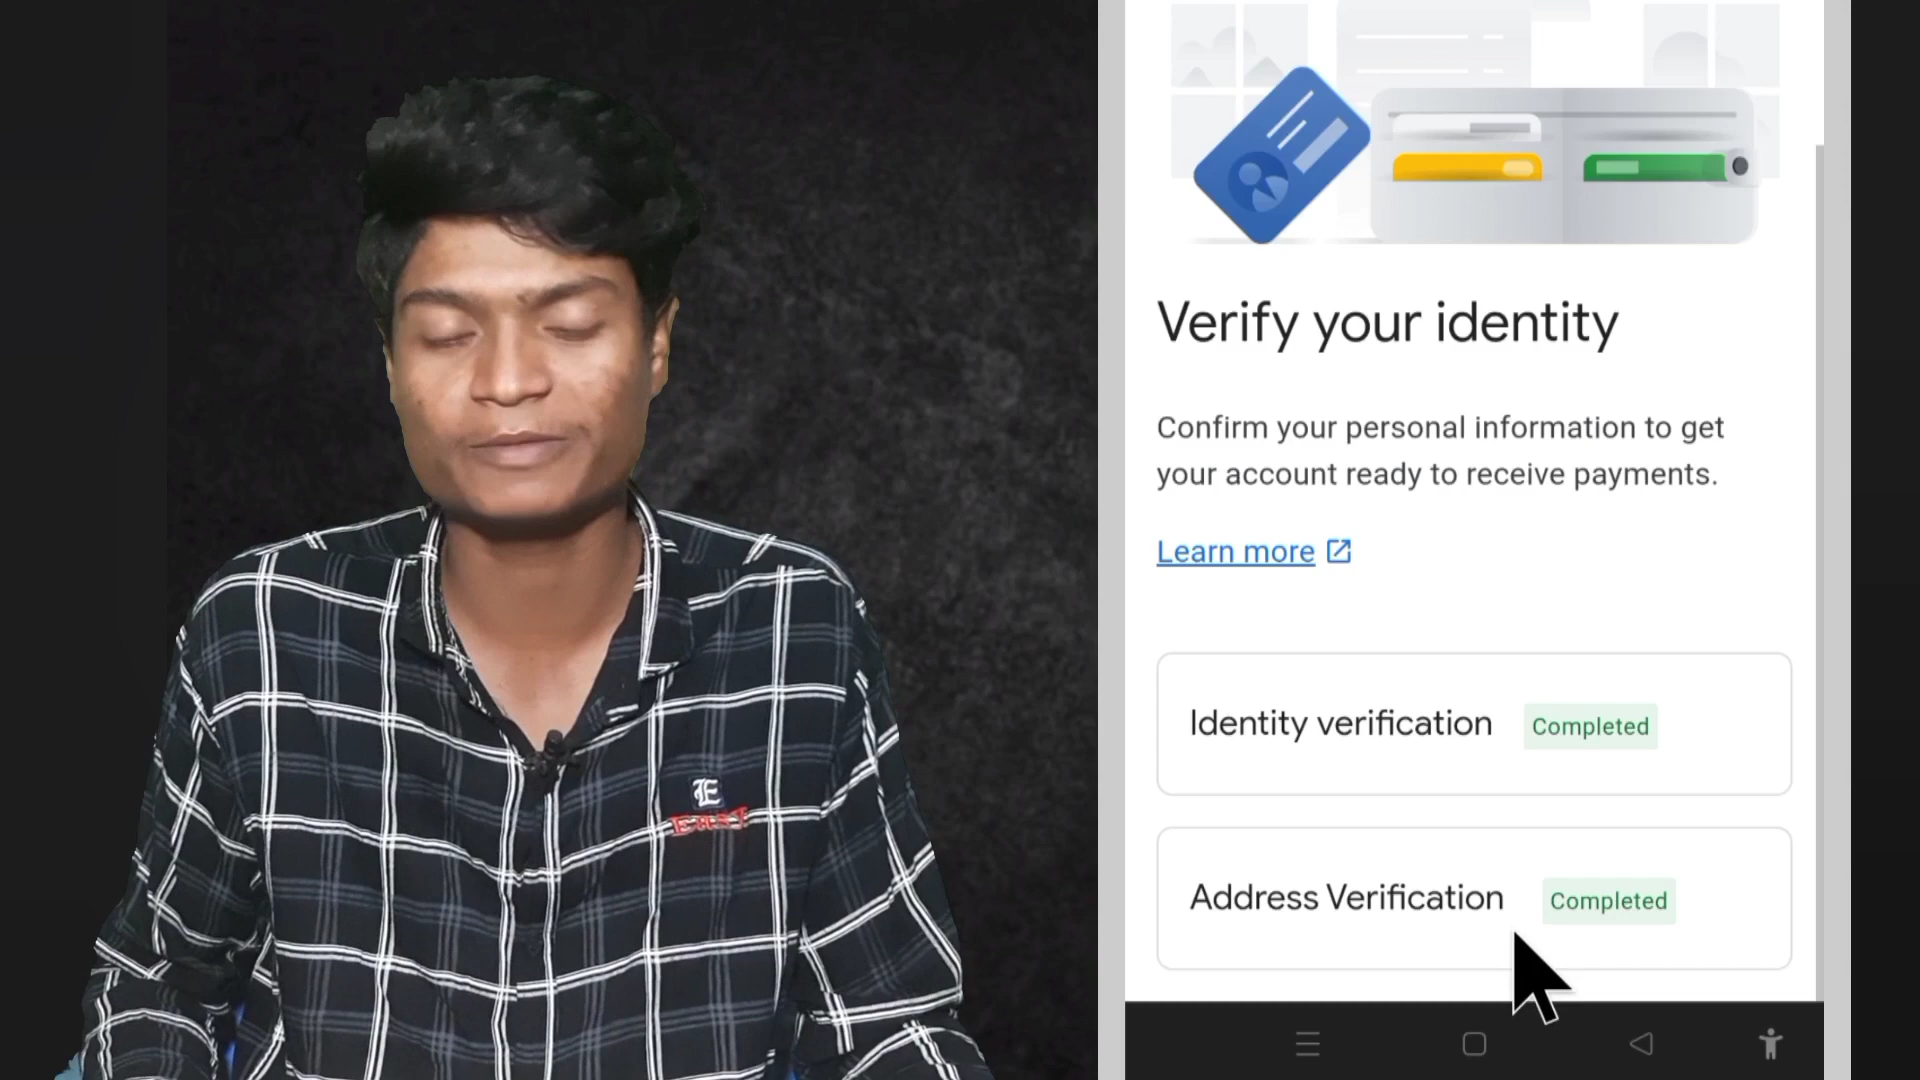 E
East
Verify your identity
Confirm your personal information to get
your account ready to receive payments.
Learn more
Identity verification Completed
Address Verification Completed